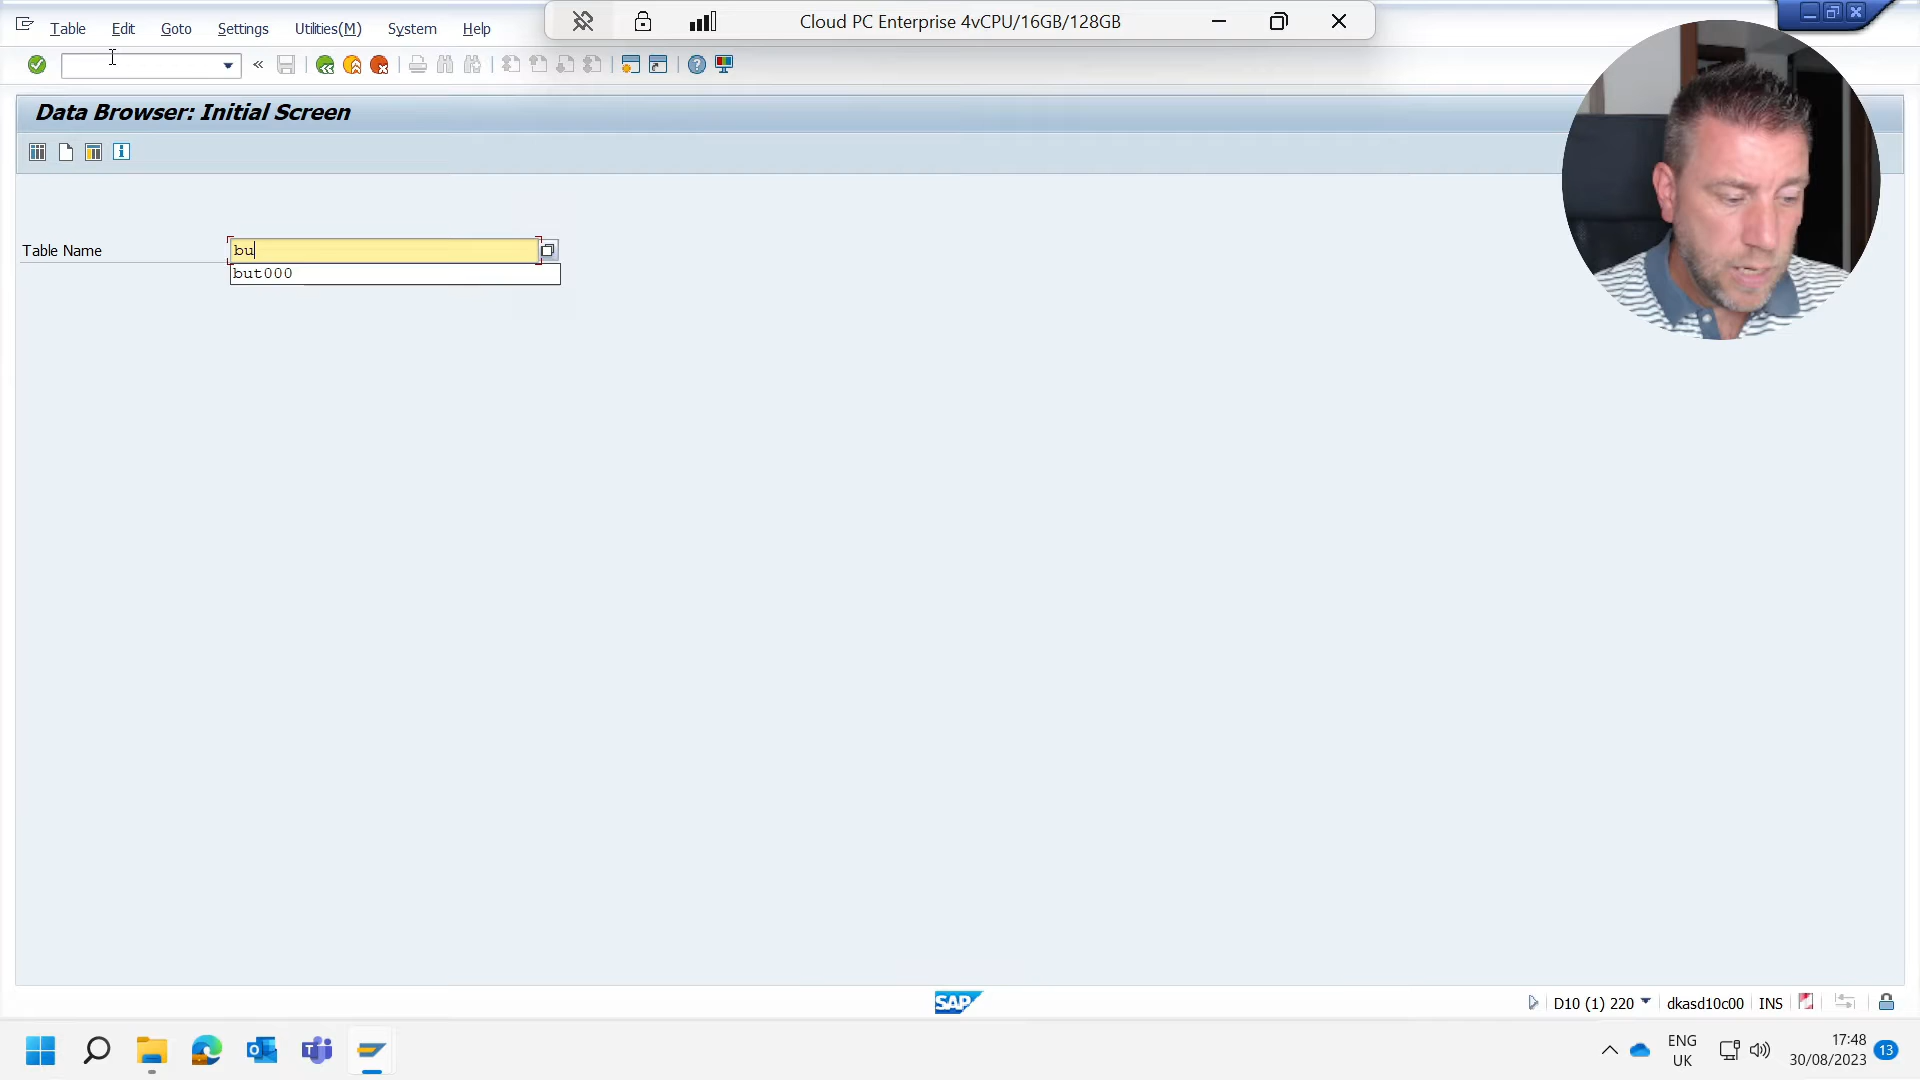 Table Edit Goto Settings Utilities(M) System Help
Cloud PC Enterprise 4vCPU/16GB/128GB
Data Browser: Initial Screen
Table Name
bu
but000
SAP
D10 (1) 220
dkasd10c00
INS
ENG
UK
17:48
30/08/2023
13